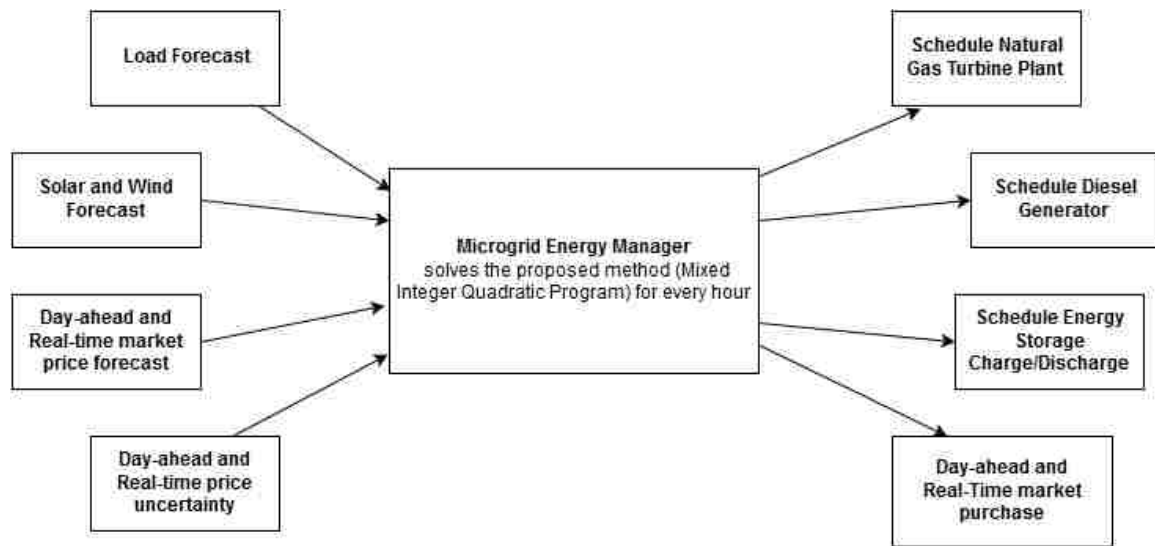 Load Forecast
Solar and Wind
Forecast
Day-ahead and
Real-time market
price forecast
Day-ahead and
Real-time price
uncertainty
Microgrid Energy Manager
solves the proposed method (Mixed
Integer Quadratic Program) for every hour
Schedule Natural
Gas Turbine Plant
Schedule Diesel
Generator
Schedule Energy
Storage
Charge/Discharge
Day-ahead and
Real-Time market
purchase